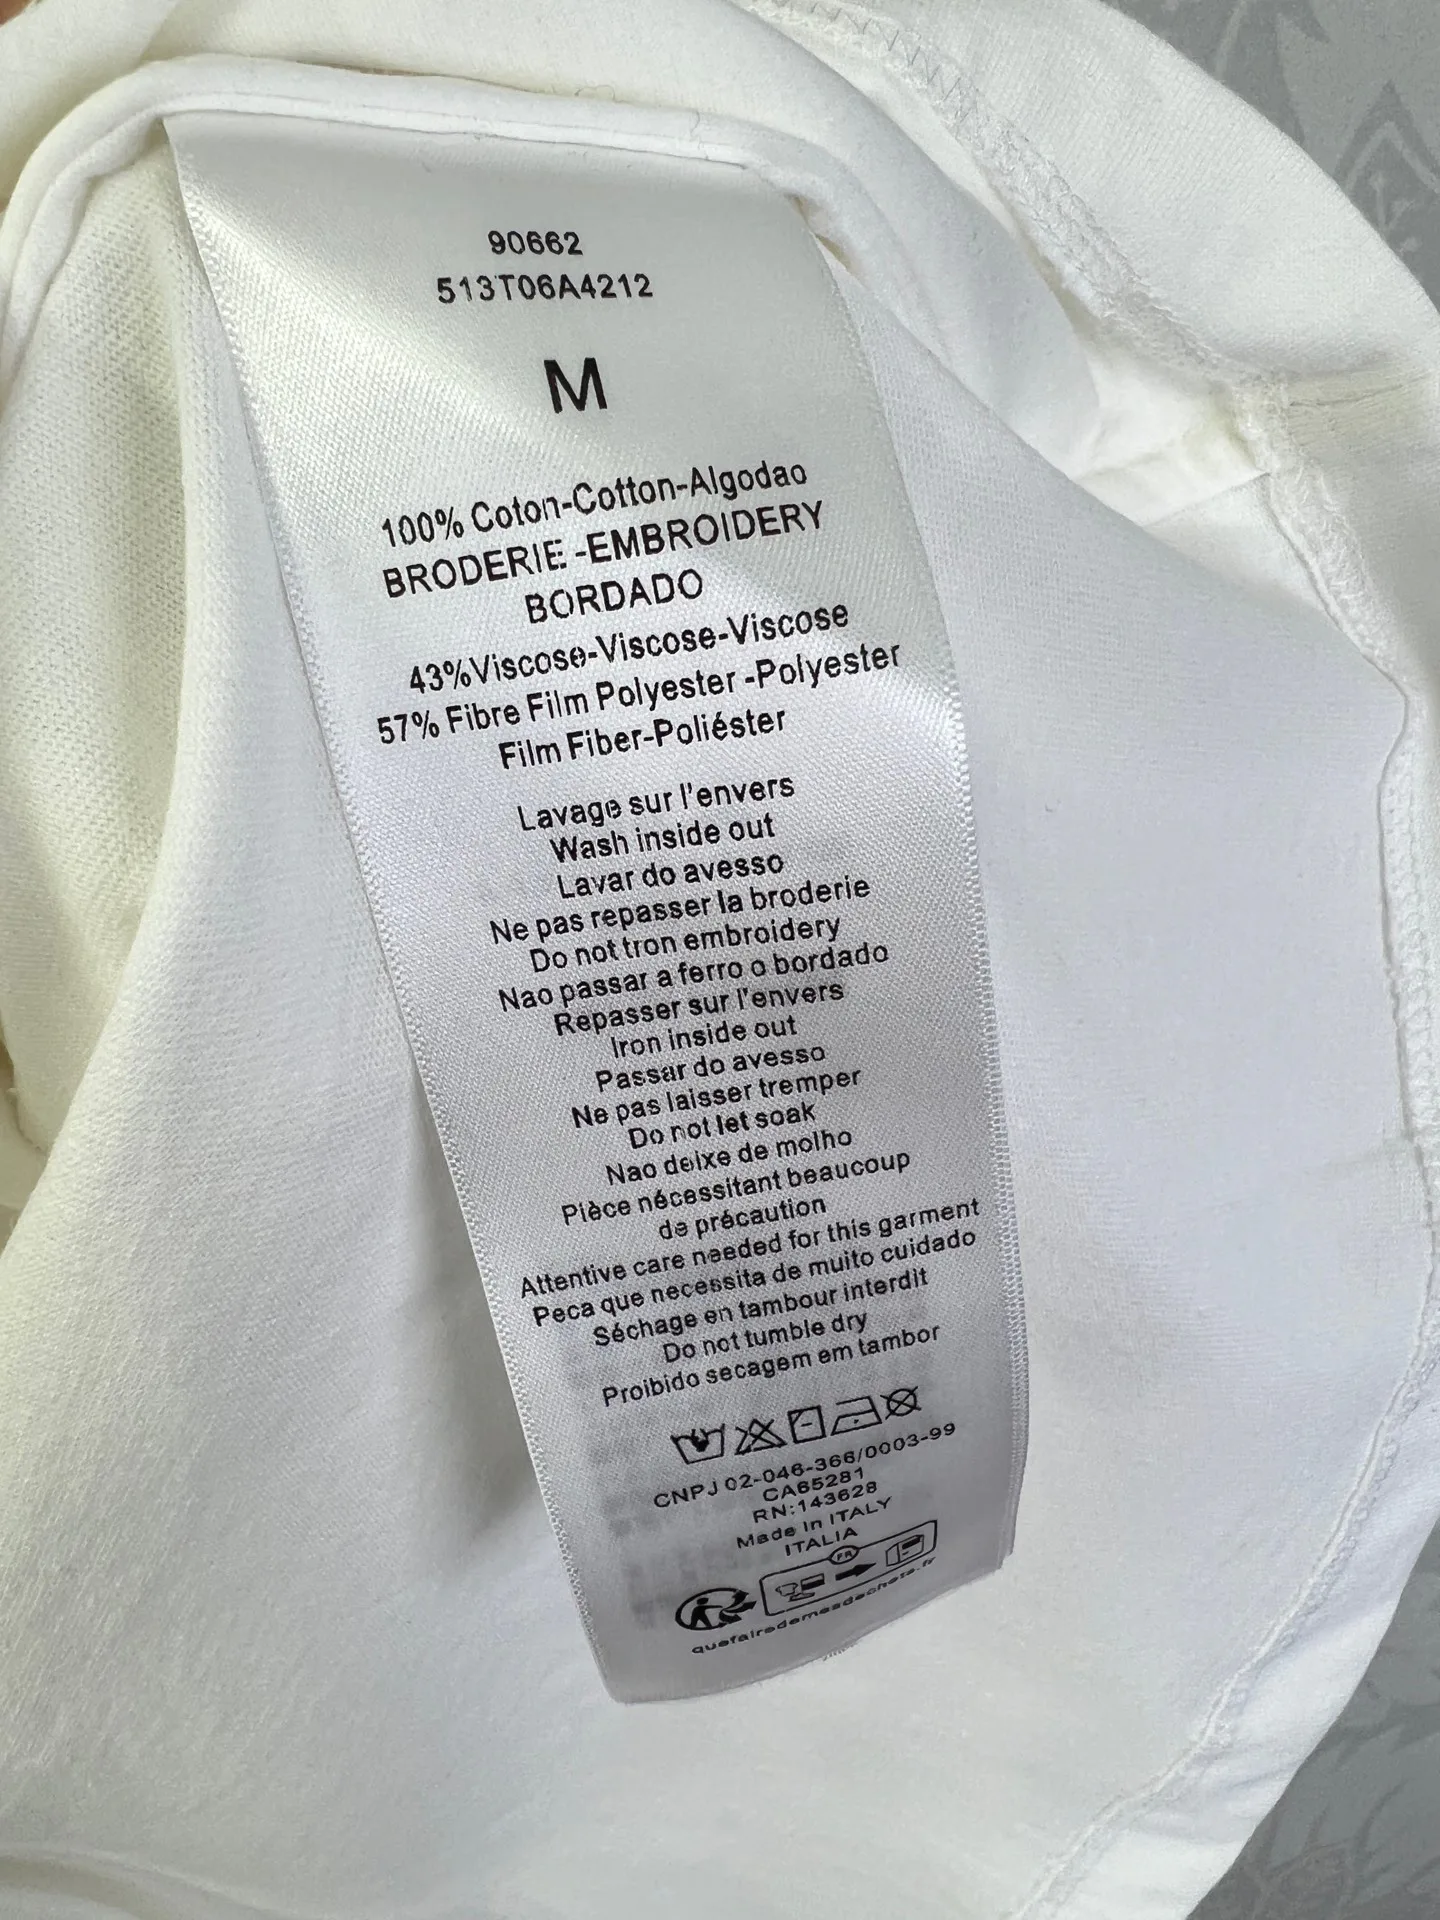 90662
513T06A4212
M
100% Coton-Cotton-Algodao
BRODERIE -EMBROIDERY
BORDADO
43%Viscose-Viscose-Viscose
57% Fibre Film Polyester -Polyester
Film Fiber-Poliéster
Lavage sur l'envers
Wash inside out
Lavar do avesso
Ne pas repasser la broderie
Do not tron embroidery
Nao passar a ferro o bordado
Repasser sur l'envers
Iron inside out
Passar do avesso
Ne pas laisser tremper
Do not let soak
Nao deixe de molho
Pièce nécessitant beaucoup
de précaution
Attentive care needed for this garment
Peca que necessita de muito cuidado
Séchage en tambour interdit
Do not tumble dry
Proibido secagem em tambor
CNPJ 02-046-366/0003-99
CA65281
RN:143628
Made in ITALY
ITALIA
FR
quefairedemesdechets.fr